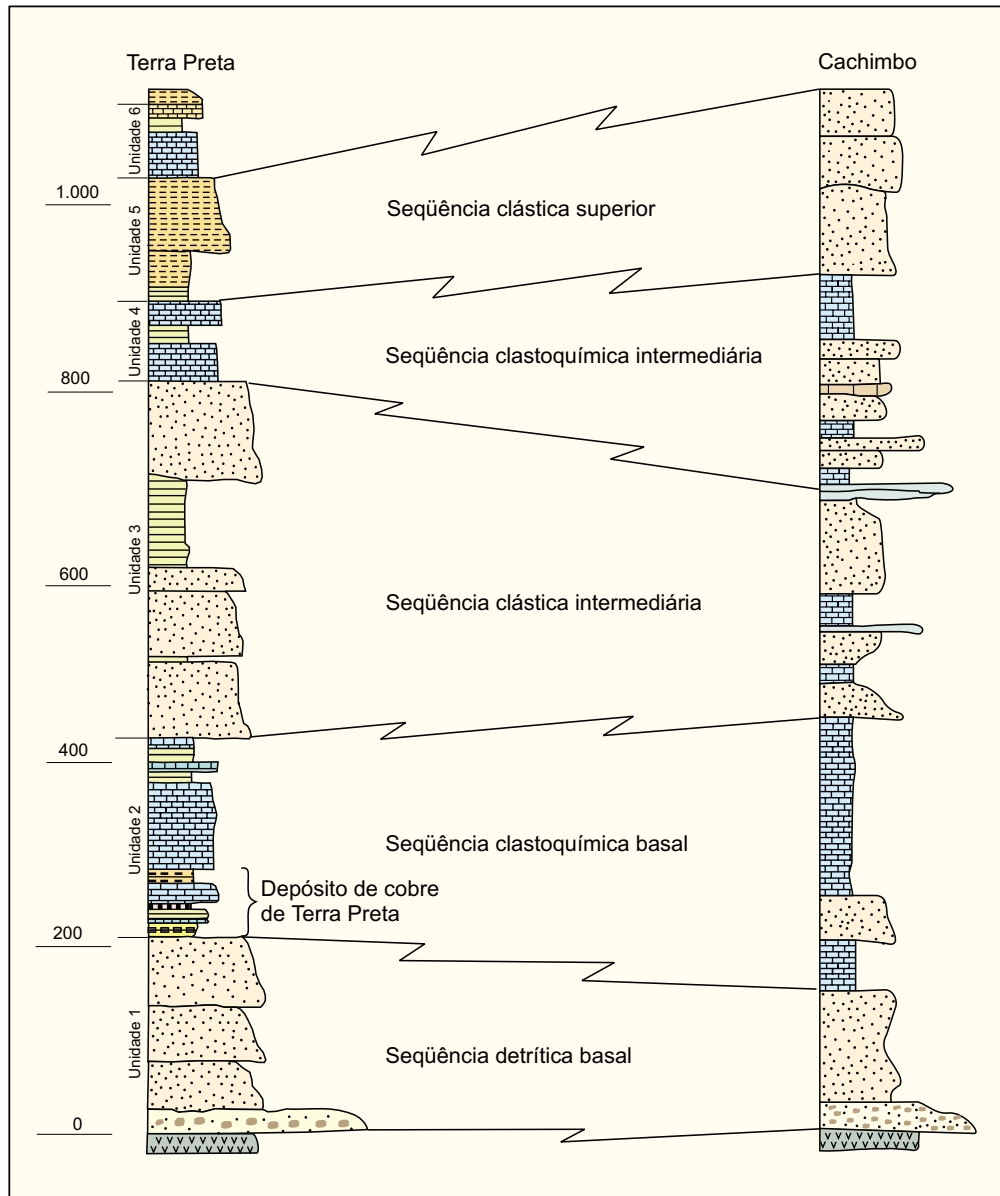 Terra Preta
Cachimbo
Unidade 6
1.000
Seqüência clástica superior
Unidade 5
Unidade 4
Seqüência clastoquímica intermediária
800
Unidade 3
600
Seqüência clástica intermediária
400
Unidade 2
Seqüência clastoquímica basal
Depósito de cobre
de Terra Preta
200
Unidade 1
Seqüência detrítica basal
0